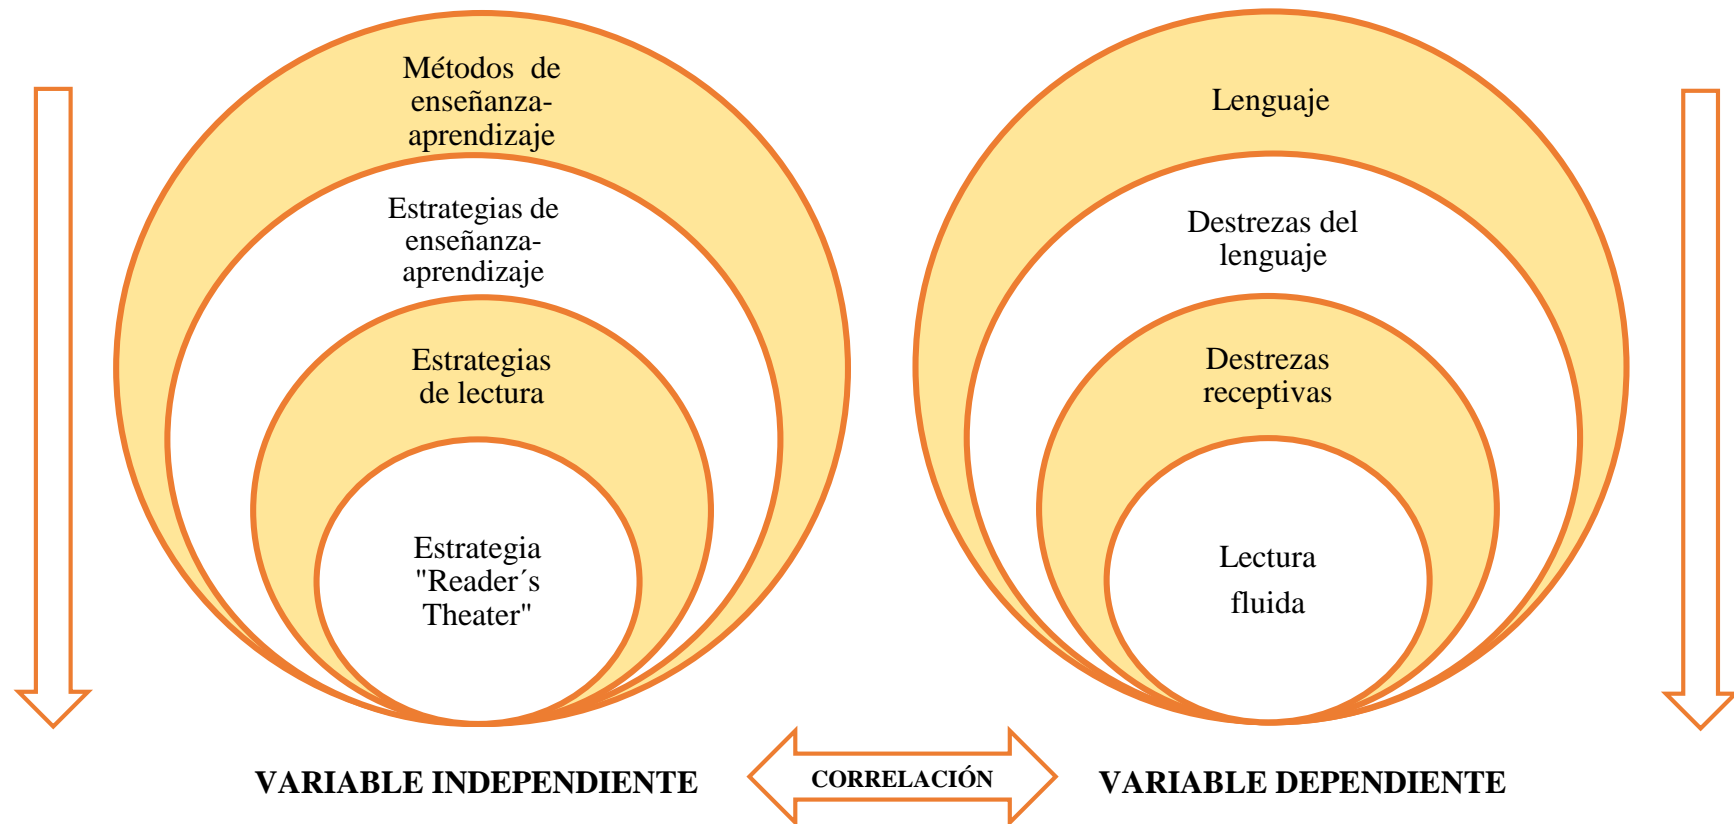 Métodos de
enseñanza-
aprendizaje
Estrategias de
enseñanza-
aprendizaje
Estrategias
de lectura
Estrategia
"Reader´s
Theater"
Lenguaje
Destrezas del
lenguaje
Destrezas
receptivas
Lectura
fluida
VARIABLE INDEPENDIENTE
CORRELACIÓN
VARIABLE DEPENDIENTE